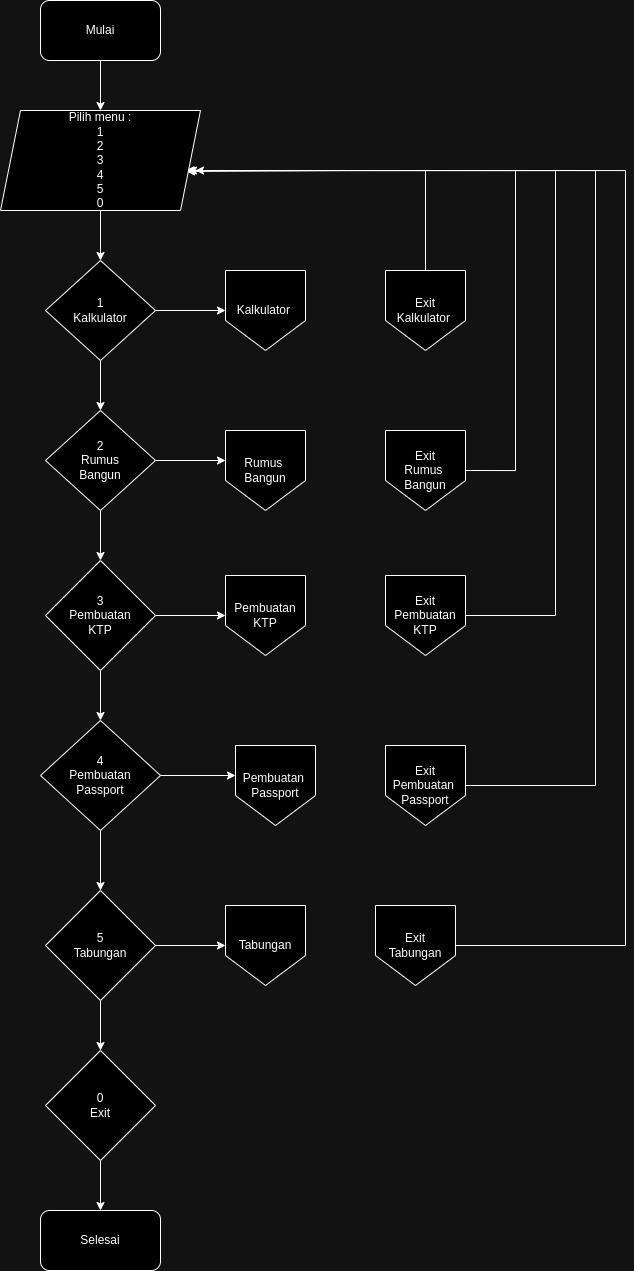 Mulai
Pilih menu :
1
2
3
4
5
0
1
Kalkulator
Kalkulator
Exit
Kalkulator
2
Rumus
Bangun
Rumus
Bangun
Exit
Rumus
Bangun
3
Pembuatan
KTP
Pembuatan
KTP
Exit
Pembuatan
KTP
4
Pembuatan
Passport
Pembuatan
Passport
Exit
Pembuatan
Passport
5
Tabungan
Tabungan
Exit
Tabungan
0
Exit
Selesai